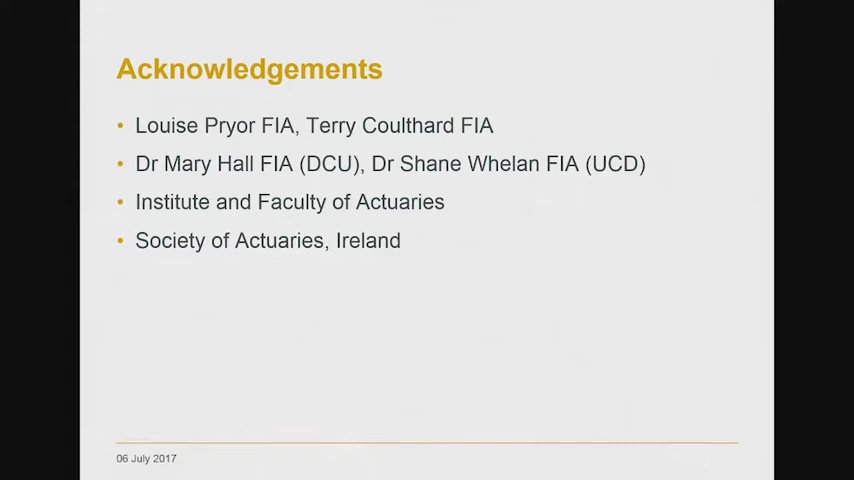 Acknowledgements
• Louise Pryor FIA, Terry Coulthard FIA
• Dr Mary Hall FIA (DCU), Dr Shane Whelan FIA (UCD)
• Institute and Faculty of Actuaries
• Society of Actuaries, Ireland
06 July 2017